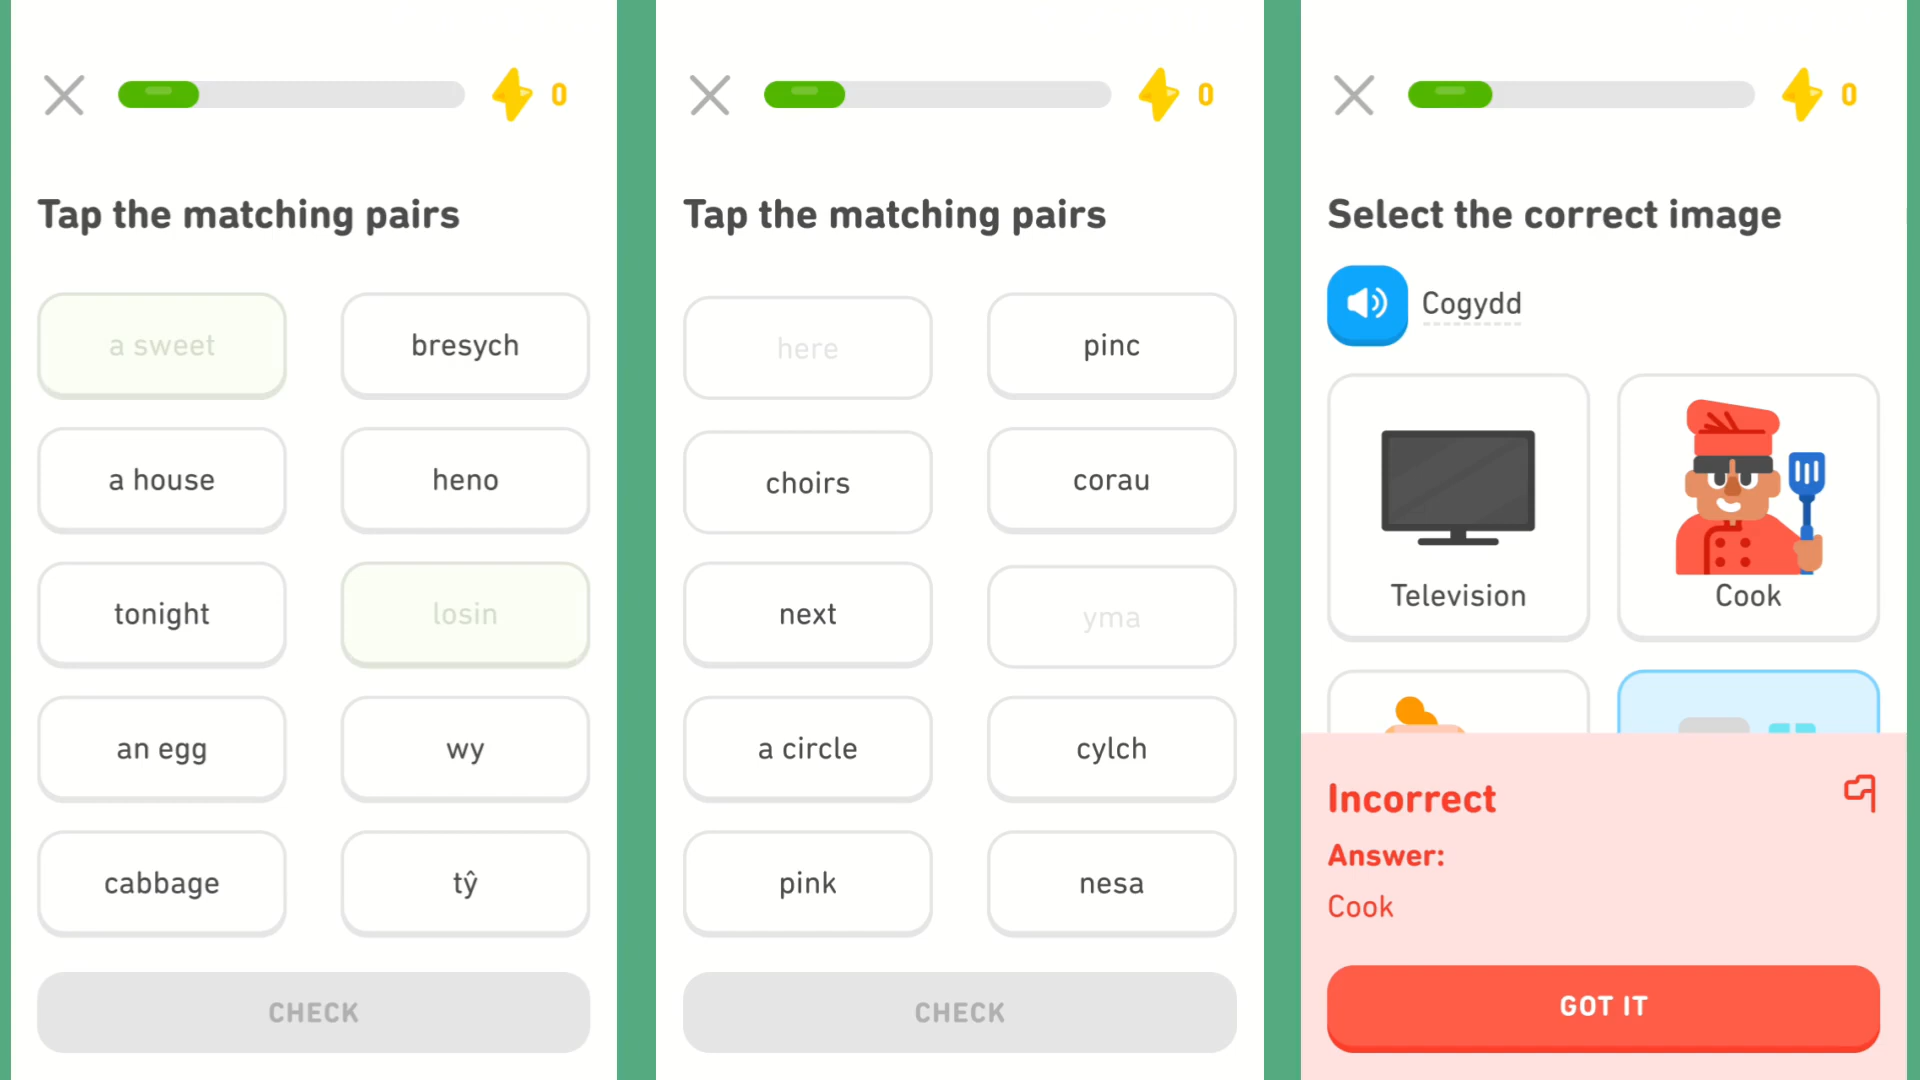 0
Tap the matching pairs
a sweet
bresych
a house
heno
tonight
losin
an egg
wy
cabbage
tŷ
CHECK
0
Tap the matching pairs
here
pinc
choirs
corau
next
yma
a circle
cylch
pink
nesa
CHECK
0
Select the correct image
Cogydd
Television
Cook
Incorrect
Answer:
Cook
GOT IT